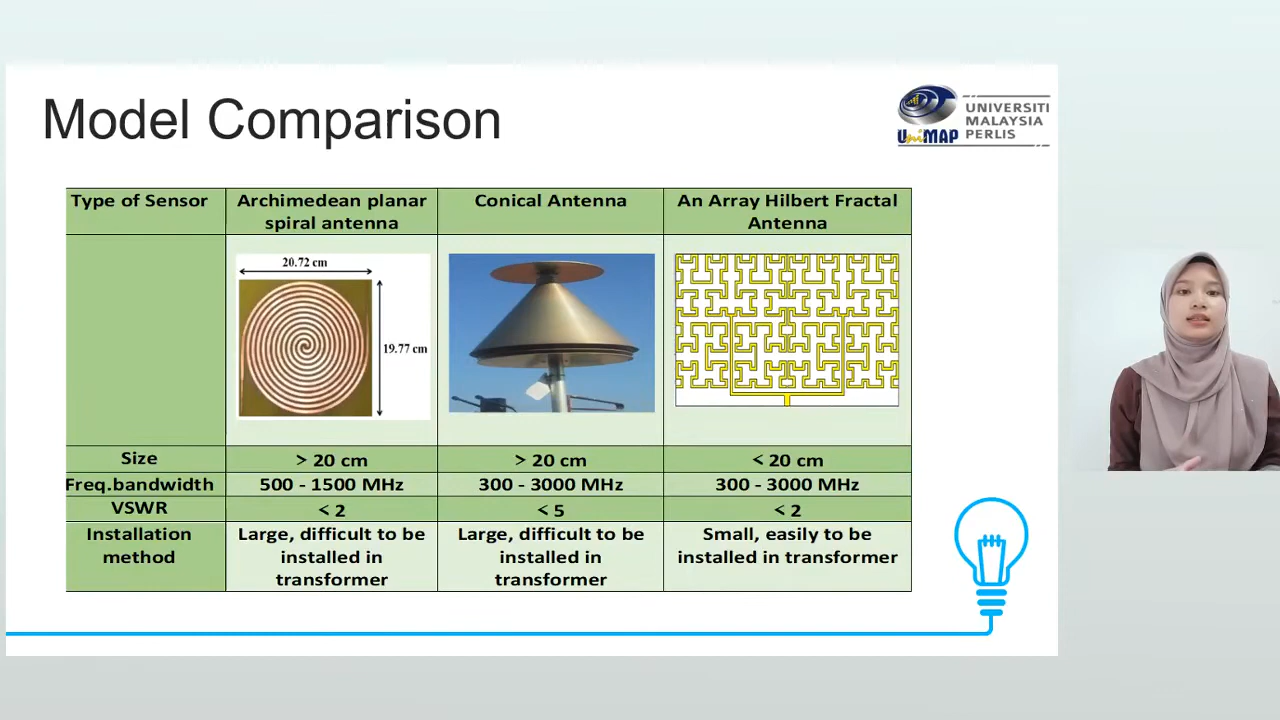 Model Comparison
UniMAP
UNIVERSITI
MALAYSIA
PERLIS
Type of Sensor
Archimedean planar
spiral antenna
Conical Antenna
An Array Hilbert Fractal
Antenna
20.72 cm
19.77 cm
Size
> 20 cm
> 20 cm
< 20 cm
Freq.bandwidth
500 - 1500 MHz
300 - 3000 MHz
300 - 3000 MHz
VSWR
< 2
< 5
< 2
Installation
method
Large, difficult to be
installed in
transformer
Large, difficult to be
installed in
transformer
Small, easily to be
installed in transformer